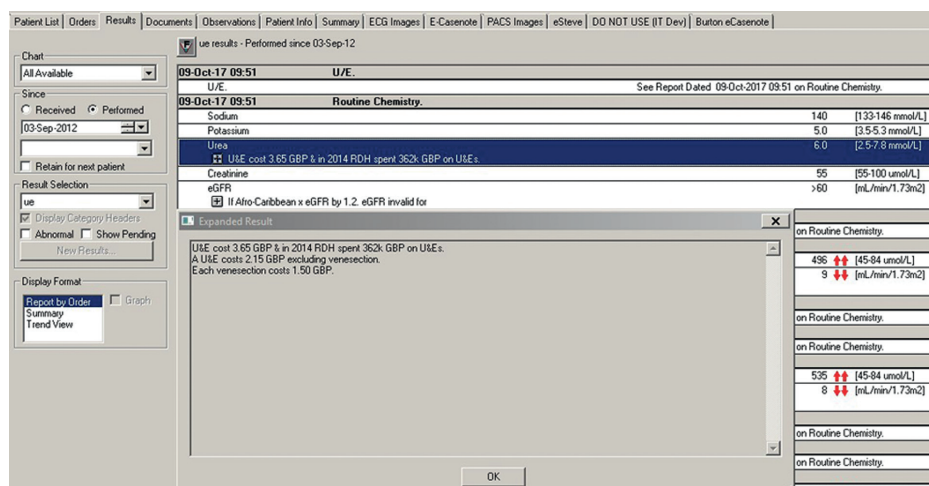 Patient List Orders Results Documents Observations Patient Info Summary ECG Images E-Casenote PACS Images eSteve DO NOT USE (IT Dev) Burton eCasenote
ue results - Performed since 03-Sep-12
Chart
All Available
Since
Received Performed
03-Sep-2012
Retain for next patient
Result Selection
ue
Display Category Headers
Abnormal Show Pending
New Results...
Display Format
Report by Order
Summary
Trend View
Graph
09-Oct-17 09:51 U/E.
U/E. See Report Dated 09-Oct-2017 09:51 on Routine Chemistry.
09-Oct-17 09:51 Routine Chemistry.
Sodium 140 [133-146 mmol/L]
Potassium 5.0 [3.5-5.3 mmol/L]
Urea 6.0 [2.5-7.8 mmol/L]
U&E cost 3.65 GBP & in 2014 RDH spent 362k GBP on U&Es.
Creatinine 55 [55-100 umol/L]
eGFR >60 [mL/min/1.73m2]
If Afro-Caribbean x eGFR by 1.2. eGFR invalid for
Expanded Result
U&E cost 3.65 GBP & in 2014 RDH spent 362k GBP on U&Es.
A U&E costs 2.15 GBP excluding venesection.
Each venesection costs 1.50 GBP.
OK
on Routine Chemistry.
496 [45-84 umol/L]
9 [mL/min/1.73m2]
on Routine Chemistry.
on Routine Chemistry.
535 [45-84 umol/L]
8 [mL/min/1.73m2]
on Routine Chemistry.
on Routine Chemistry.